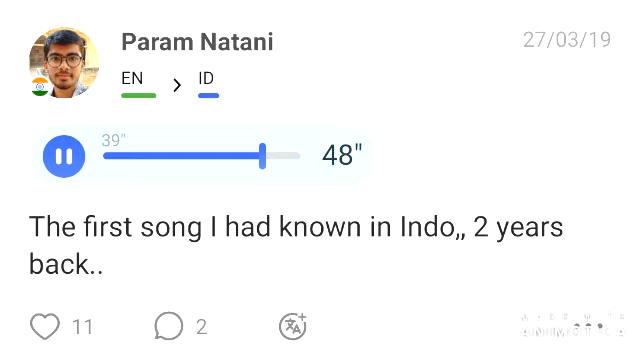 Param Natani
27/03/19
EN > ID
39"
48"
The first song I had known in Indo,, 2 years
back..
11
2